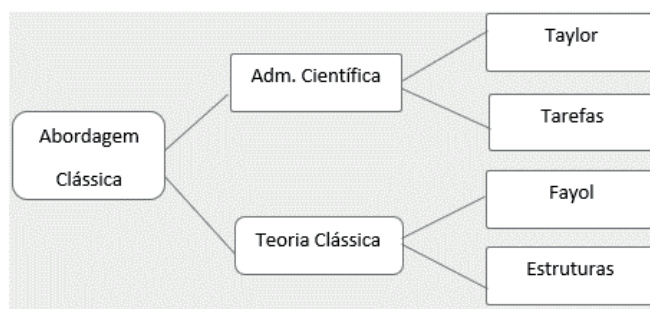 Abordagem
Clássica
Adm. Científica
Teoria Clássica
Taylor
Tarefas
Fayol
Estruturas